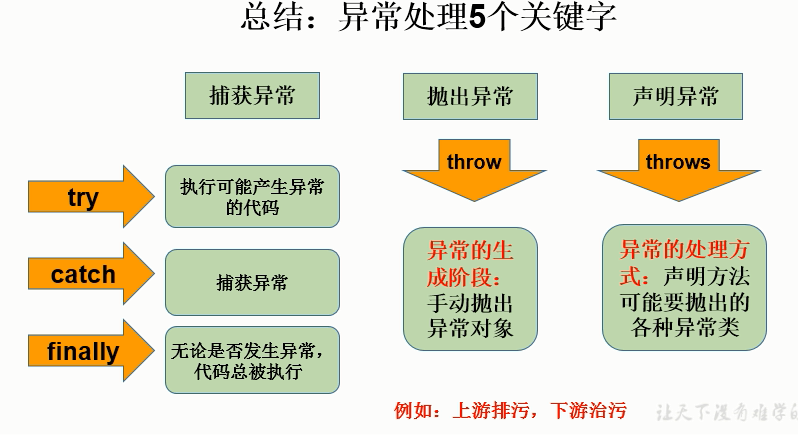 总结：异常处理5个关键字
捕获异常
抛出异常
声明异常
throw
throws
try
执行可能产生异常
的代码
catch
捕获异常
finally
无论是否发生异常，
代码总被执行
异常的生
成阶段：
手动抛出
异常对象
异常的处理方
式：声明方法
可能要抛出的
各种异常类
例如：上游排污，下游治污
让天下没有难学的